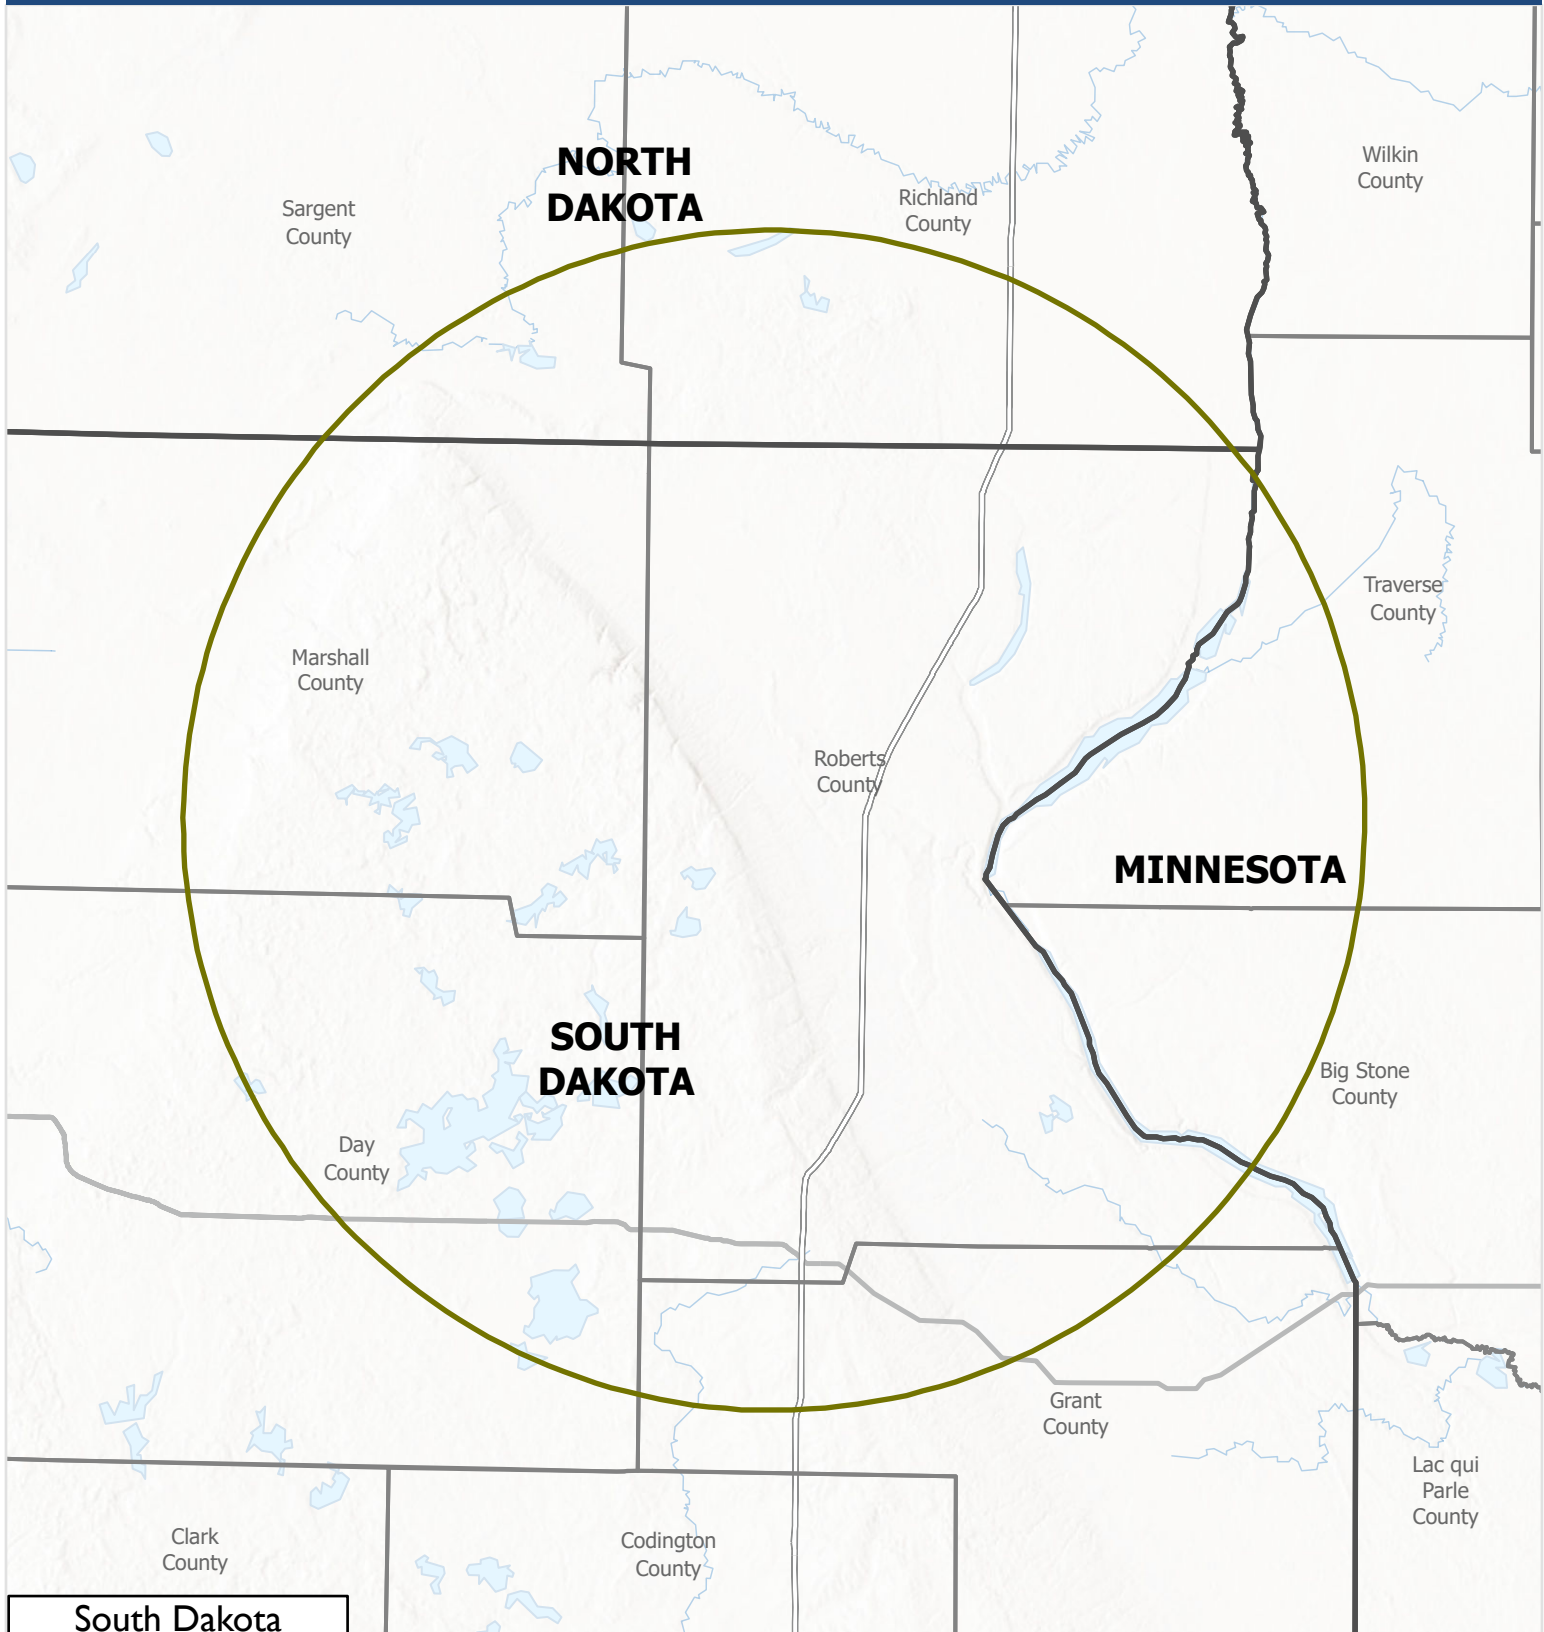 NORTH
DAKOTA
Wilkin
County
Richland
County
Sargent
County
Traverse
County
Marshall
County
Roberts
County
MINNESOTA
SOUTH
DAKOTA
Big Stone
County
Day
County
Grant
County
Lac qui
Parle
County
Clark
County
Codington
County
South Dakota